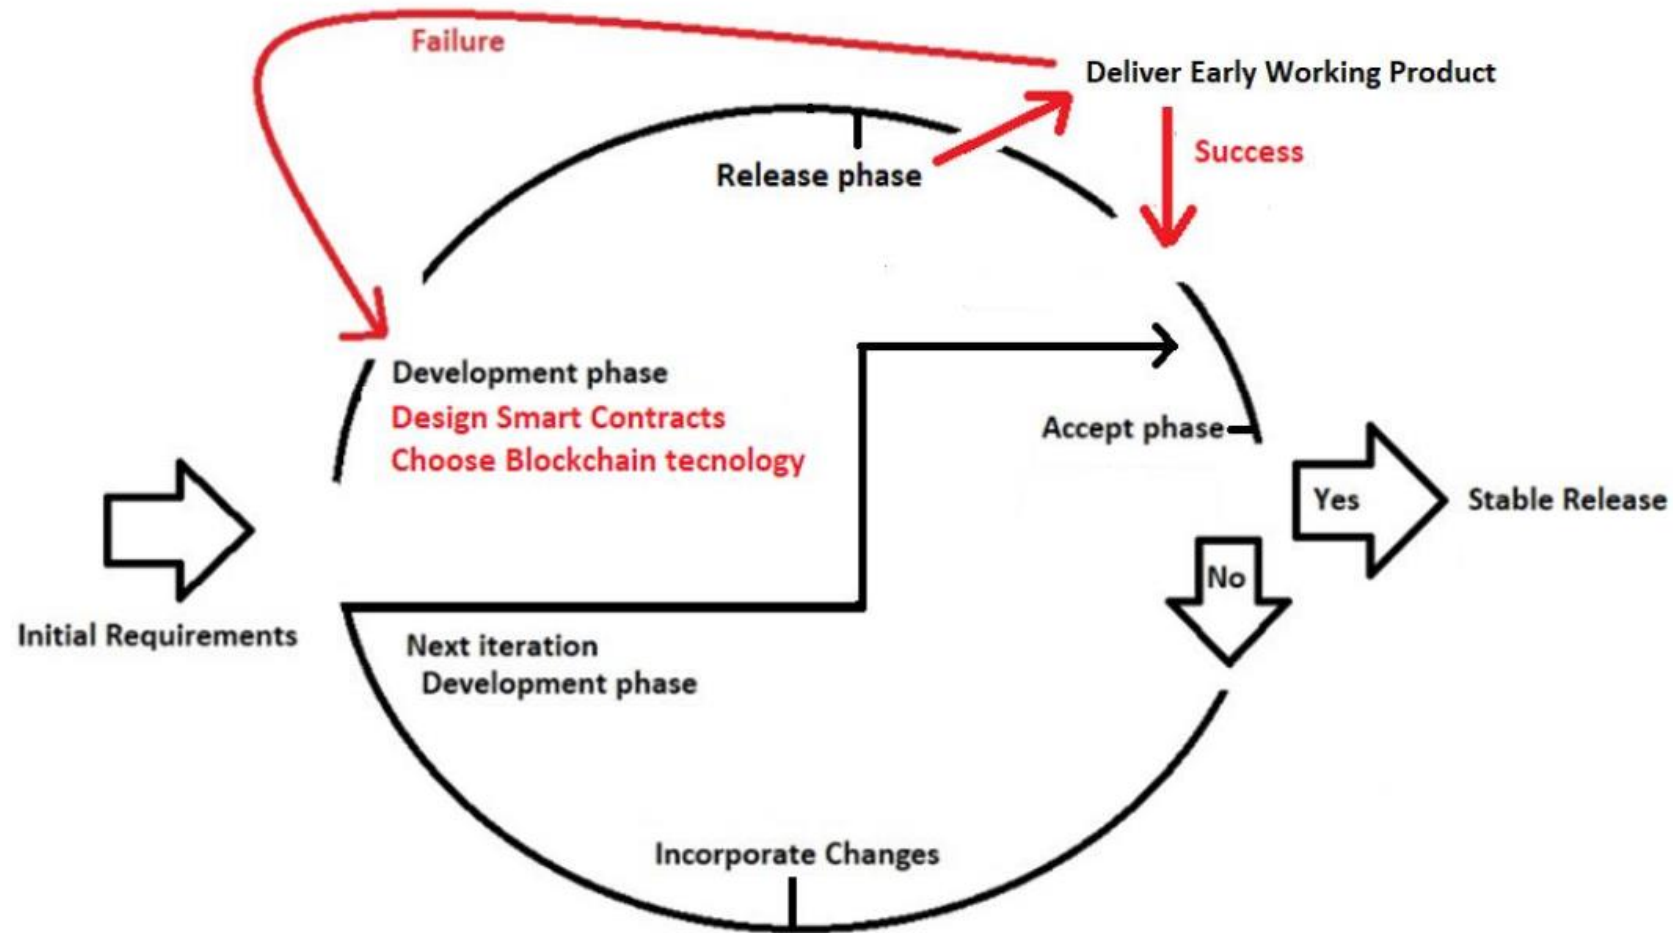 Failure
Deliver Early Working Product
Success
Release phase
Development phase
Design Smart Contracts
Choose Blockchain tecnology
Accept phase
Yes
Stable Release
No
Initial Requirements
Next iteration
Development phase
Incorporate Changes